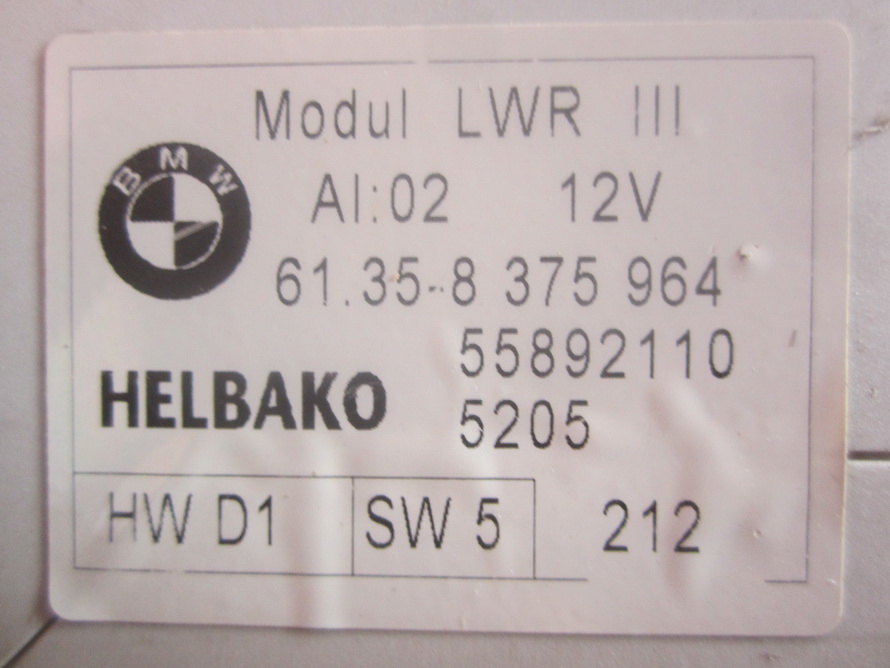 Modul LWR III
BMW
AI:02 12V
61.35-8 375 964
55892110
HELBAKO
5205
HW D1 SW 5 212